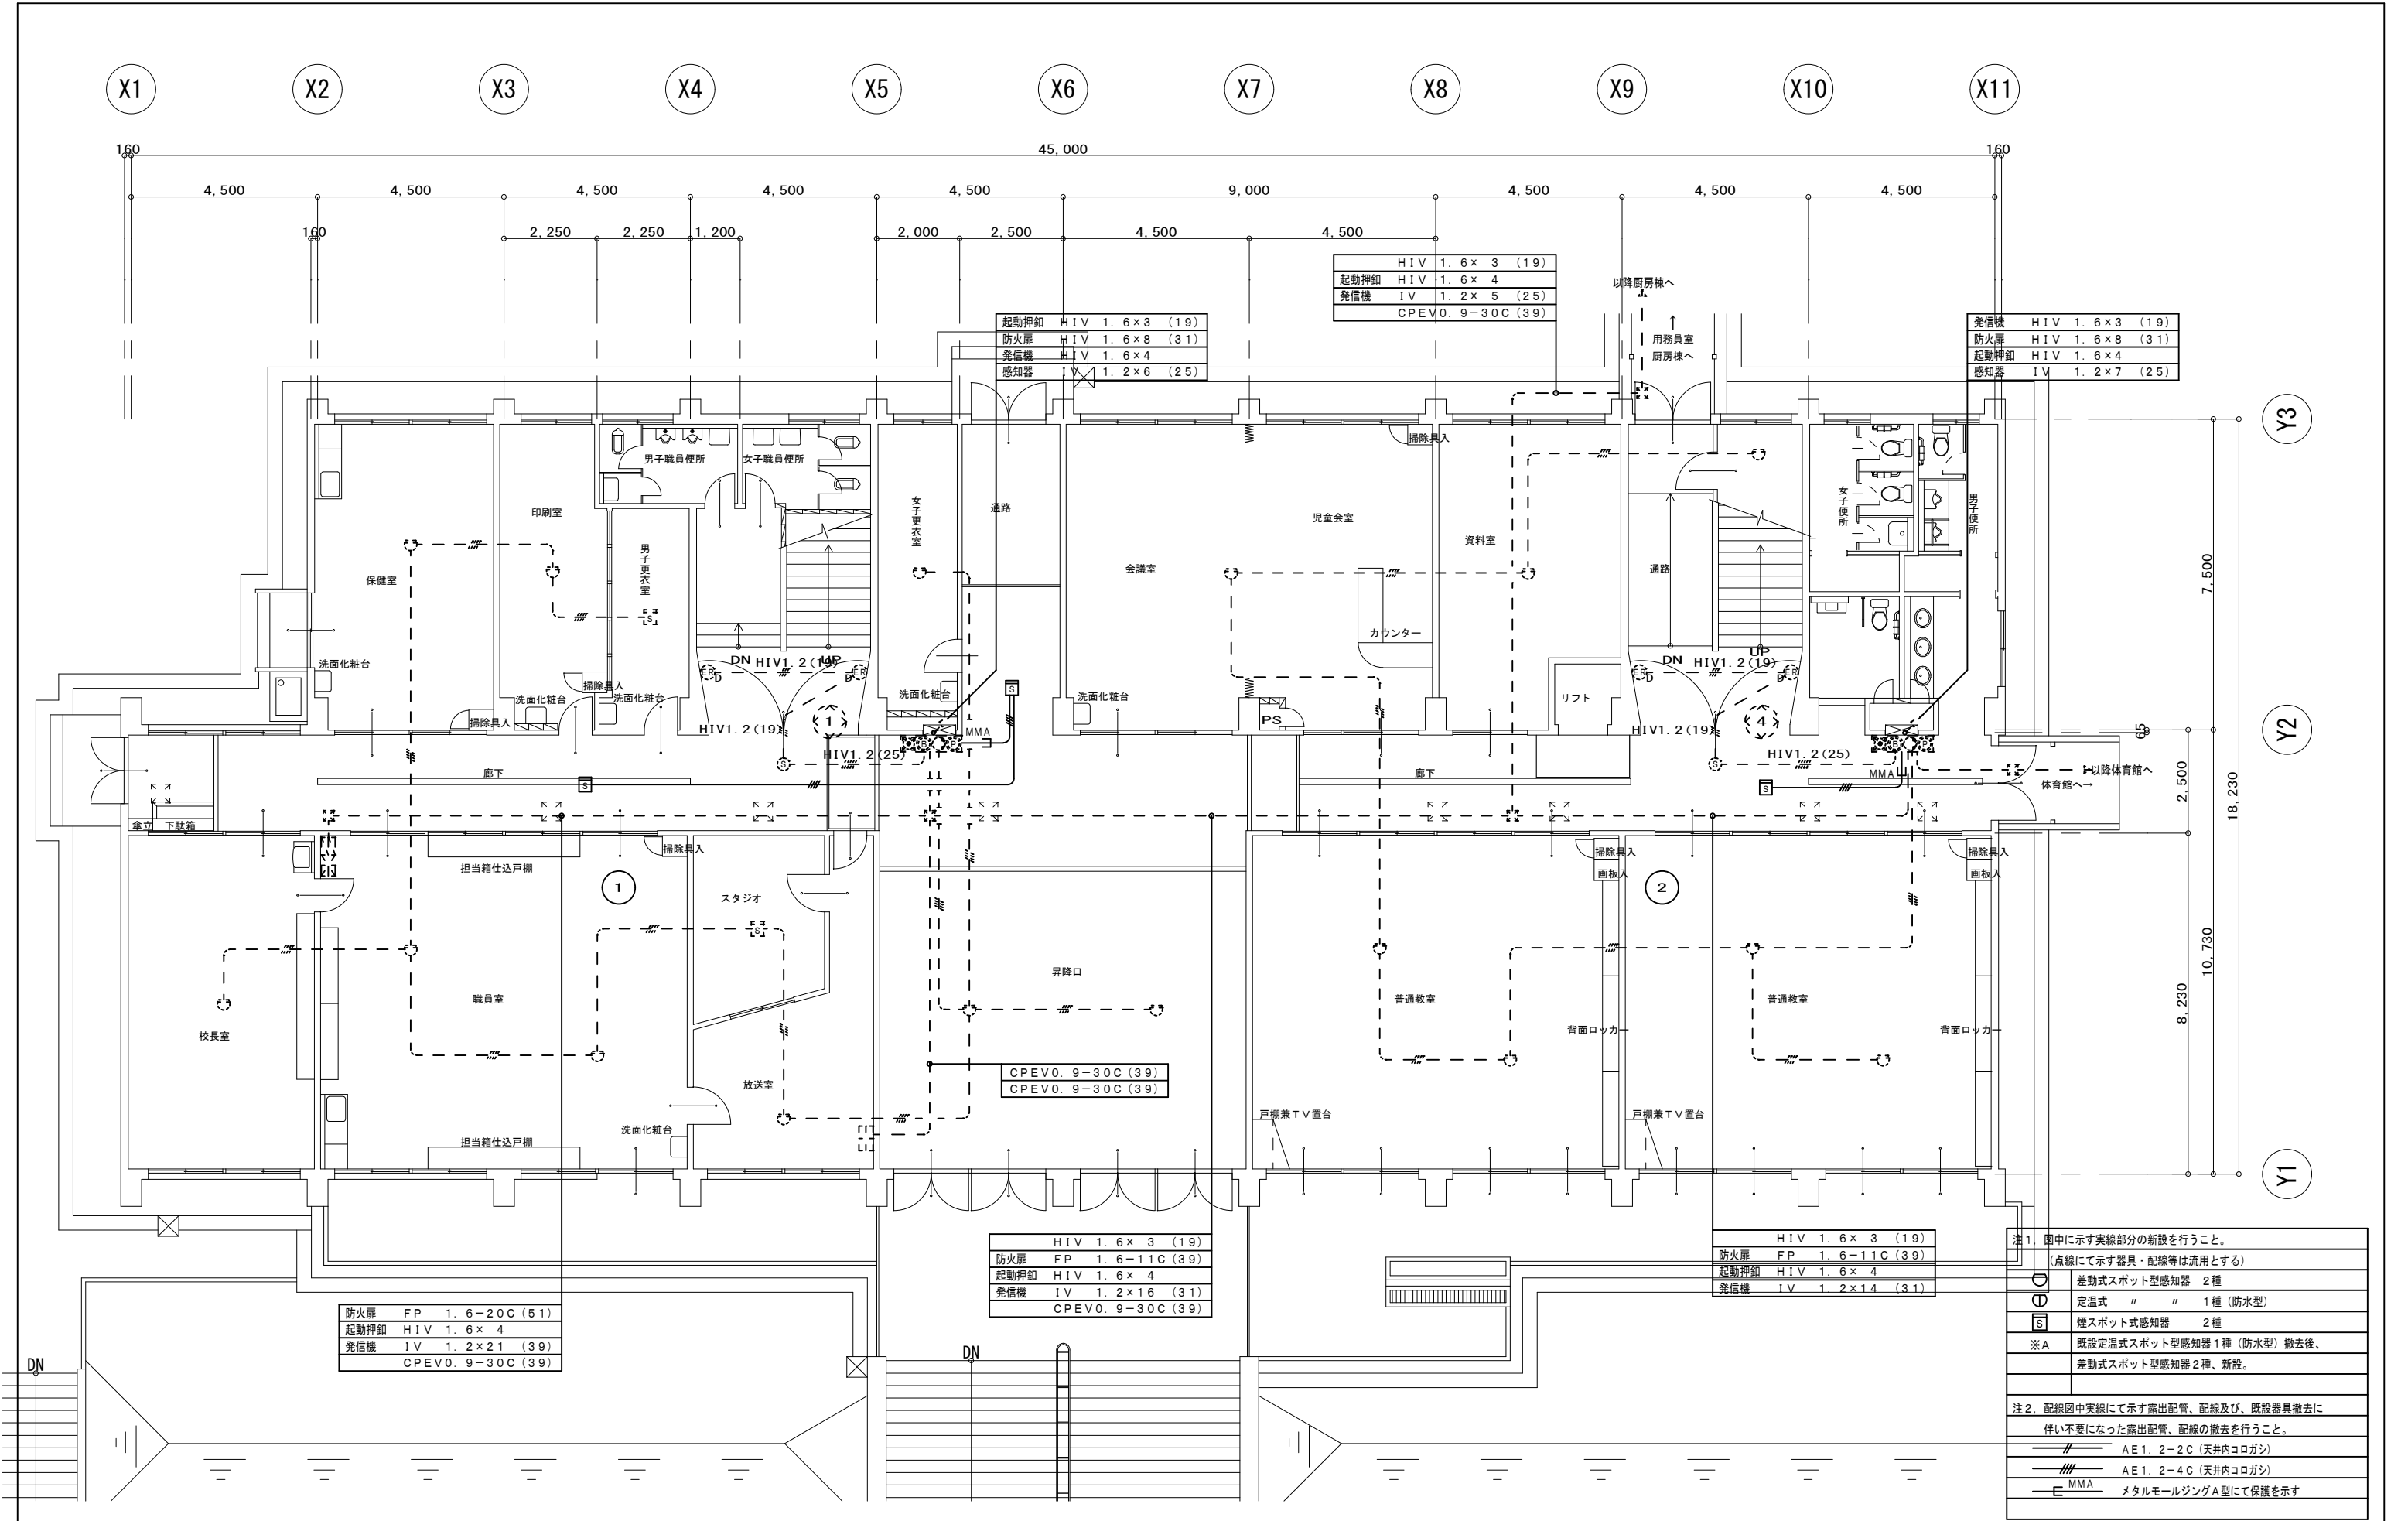 X1
X2
X3
X4
X5
X6
X7
X8
X9
X10
X11
160
45,000
160
4,500
4,500
4,500
4,500
4,500
9,000
4,500
4,500
4,500
160
2,250
2,250
1,200
2,000
2,500
4,500
4,500
HIV 1.6× 3 (19)
起動押釦 HIV 1.6× 4
発信機 IV 1.2× 5 (25)
CPEV0.9-30C(39)
以降厨房棟へ
用務員室
厨房棟へ
起動押釦 HIV 1.6×3 (19)
防火扉 HIV 1.6×8 (31)
発信機 HIV 1.6×4
感知器 IV 1.2×6 (25)
発信機 HIV 1.6×3 (19)
防火扉 HIV 1.6×8 (31)
起動押釦 HIV 1.6×4
感知器 IV 1.2×7 (25)
Y3
男子職員便所
女子職員便所
掃除具入
印刷室
男子更衣室
保健室
女子更衣室
通路
会議室
児童会室
資料室
通路
女子便所
男子便所
7,500
S
カウンター
洗面化粧台
掃除具入
洗面化粧台
洗面化粧台
掃除具入
DN
HIV1.2(19)
UP
D
D
HIV1.2(19)
1
HIV1.2(25)
S
洗面化粧台
S
MMA
B
P
洗面化粧台
PS
リフト
DN
HIV1.2(19)
UP
D
D
HIV1.2(19)
4
HIV1.2(25)
S
B
P
MMA
S
Y2
65
廊下
廊下
以降体育館へ
体育館へ→
2,500
18,230
傘立
下駄箱
S
掃除具入
担当箱仕込戸棚
1
スタジオ
S
掃除具入
画板入
2
掃除具入
画板入
職員室
校長室
昇降口
普通教室
背面ロッカー
普通教室
背面ロッカー
10,730
8,230
CPEV0.9-30C(39)
CPEV0.9-30C(39)
放送室
洗面化粧台
担当箱仕込戸棚
戸棚兼TV置台
戸棚兼TV置台
Y1
HIV 1.6× 3 (19)
防火扉 FP 1.6-11C(39)
起動押釦 HIV 1.6× 4
発信機 IV 1.2×16 (31)
CPEV0.9-30C(39)
HIV 1.6× 3 (19)
防火扉 FP 1.6-11C(39)
起動押釦 HIV 1.6× 4
発信機 IV 1.2×14 (31)
防火扉 FP 1.6-20C(51)
起動押釦 HIV 1.6× 4
発信機 IV 1.2×21 (39)
CPEV0.9-30C(39)
DN
DN
注1. 図中に示す実線部分の新設を行うこと。
(点線にて示す器具・配線等は流用とする)
差動式スポット型感知器 2種
定温式 〃 〃 1種(防水型)
S 煙スポット式感知器 2種
※A 既設定温式スポット型感知器1種(防水型)撤去後、
差動式スポット型感知器2種、新設。
注2. 配線図中実線にて示す露出配管、配線及び、既設器具撤去に
伴い不要になった露出配管、配線の撤去を行うこと。
AE1.2-2C(天井内コロガシ)
AE1.2-4C(天井内コロガシ)
MMA メタルモールジングA型にて保護を示す